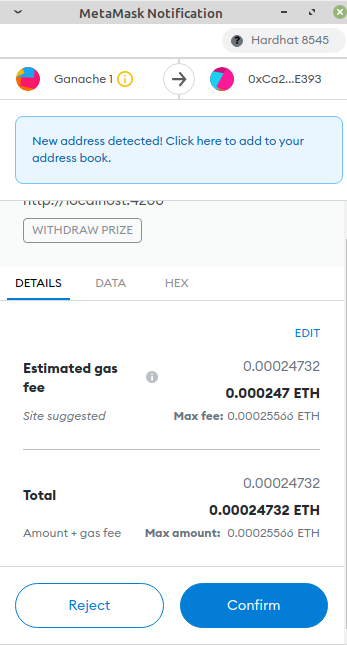 MetaMask Notification
? Hardhat 8545
Ganache 1
0xCa2...E393
New address detected! Click here to add to your
address book.
http://localhost:4200
WITHDRAW PRIZE
DETAILS DATA HEX
EDIT
Estimated gas fee 0.00024732
0.000247 ETH
Site suggested Max fee: 0.00025566 ETH
Total 0.00024732
0.00024732 ETH
Amount + gas fee Max amount: 0.00025566 ETH
Reject Confirm